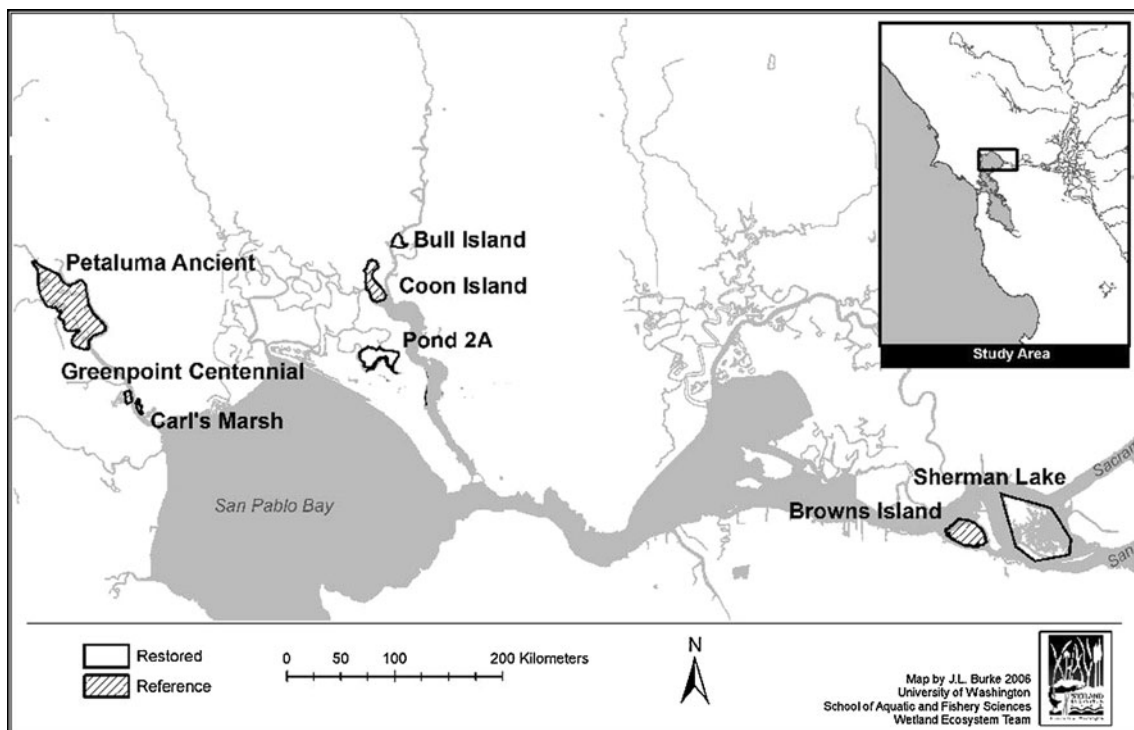 Bull Island
Petaluma Ancient
Coon Island
Pond 2A
Greenpoint Centennial
Carl's Marsh
San Pablo Bay
Sherman Lake
Browns Island
Sacram
San
Study Area
Restored
Reference
0 50 100 200 Kilometers
N
Map by J.L. Burke 2006
University of Washington
School of Aquatic and Fishery Sciences
Wetland Ecosystem Team